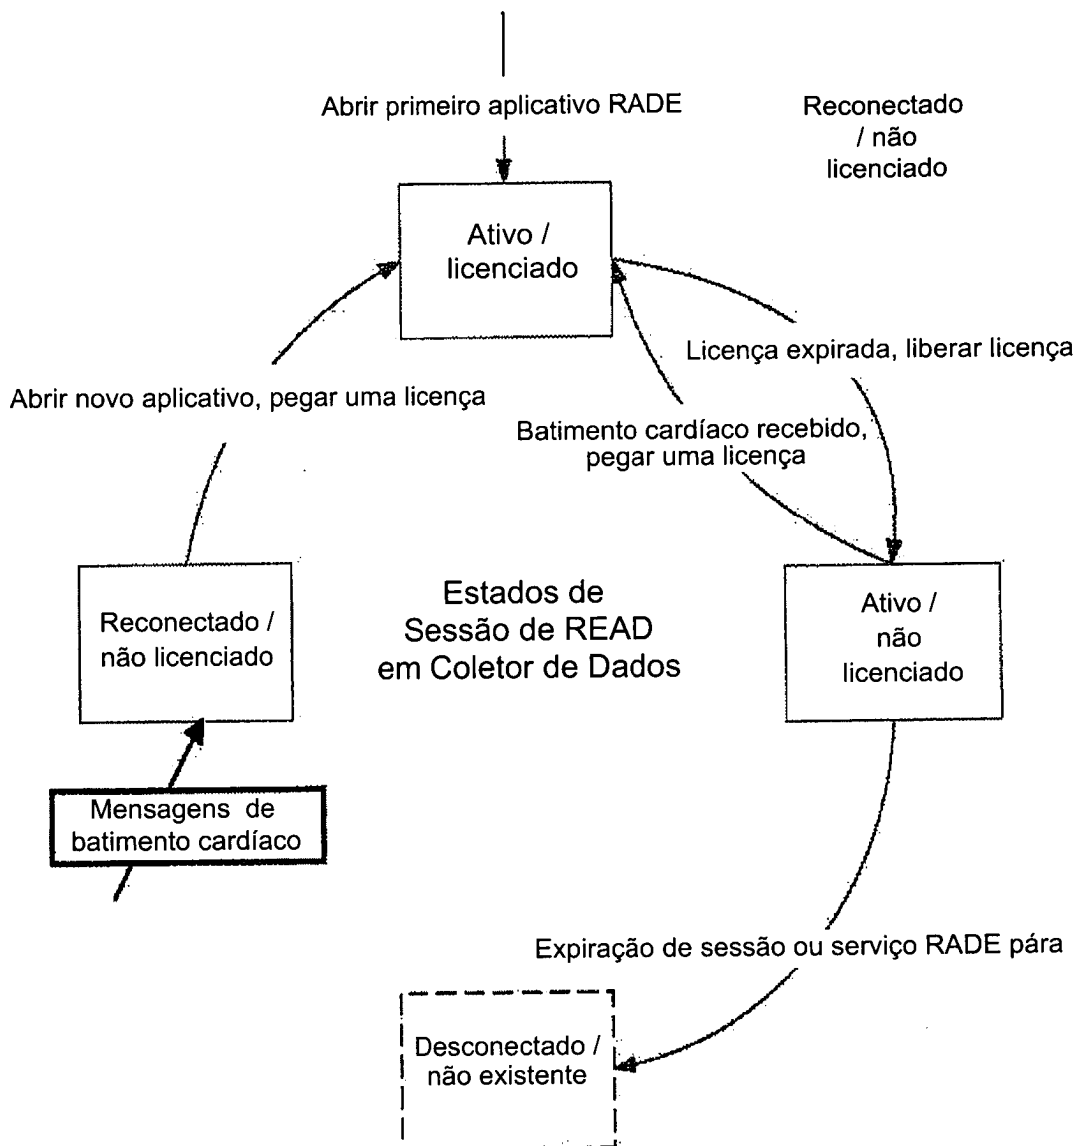 Abrir primeiro aplicativo RADE
Reconectado
/ não
licenciado
Ativo /
licenciado
Licença expirada, liberar licença
Abrir novo aplicativo, pegar uma licença
Batimento cardíaco recebido,
pegar uma licença
Reconectado /
não licenciado
Estados de
Sessão de READ
em Coletor de Dados
Ativo /
não
licenciado
Mensagens de
batimento cardíaco
Expiração de sessão ou serviço RADE pára
Desconectado /
não existente